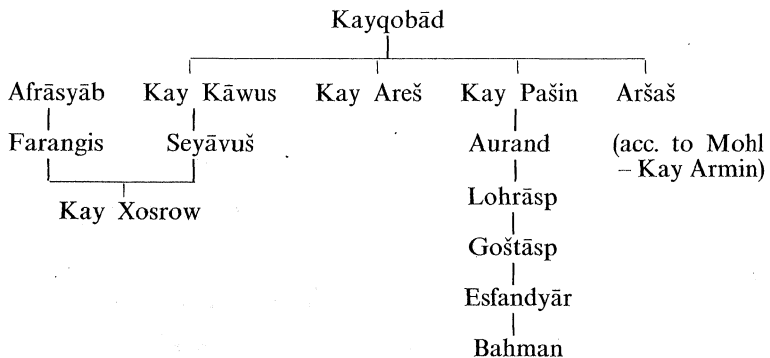 Kayqobād
Afrāsyāb Kay Kāwus Kay Areš Kay Pašin Aršaš
Farangis Seyāvuš Aurand (acc. to Mohl
Lohrāsp – Kay Armin)
Kay Xosrow
Goštāsp
Esfandyār
Bahman